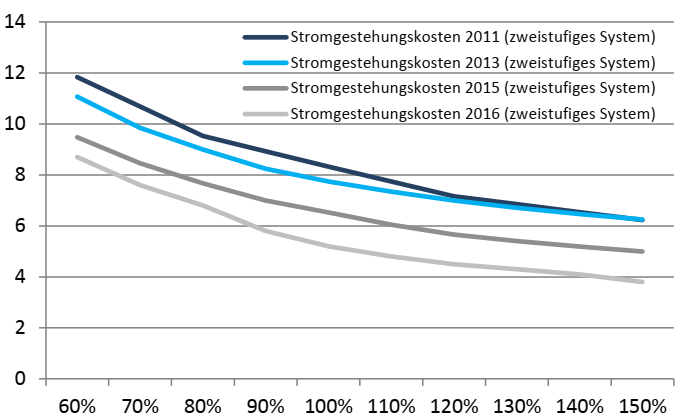 14
Stromgestehungskosten 2011 (zweistufiges System)
12
Stromgestehungskosten 2013 (zweistufiges System)
Stromgestehungskosten 2015 (zweistufiges System)
10
Stromgestehungskosten 2016 (zweistufiges System)
8
6
4
2
0
60% 70% 80% 90% 100% 110% 120% 130% 140% 150%